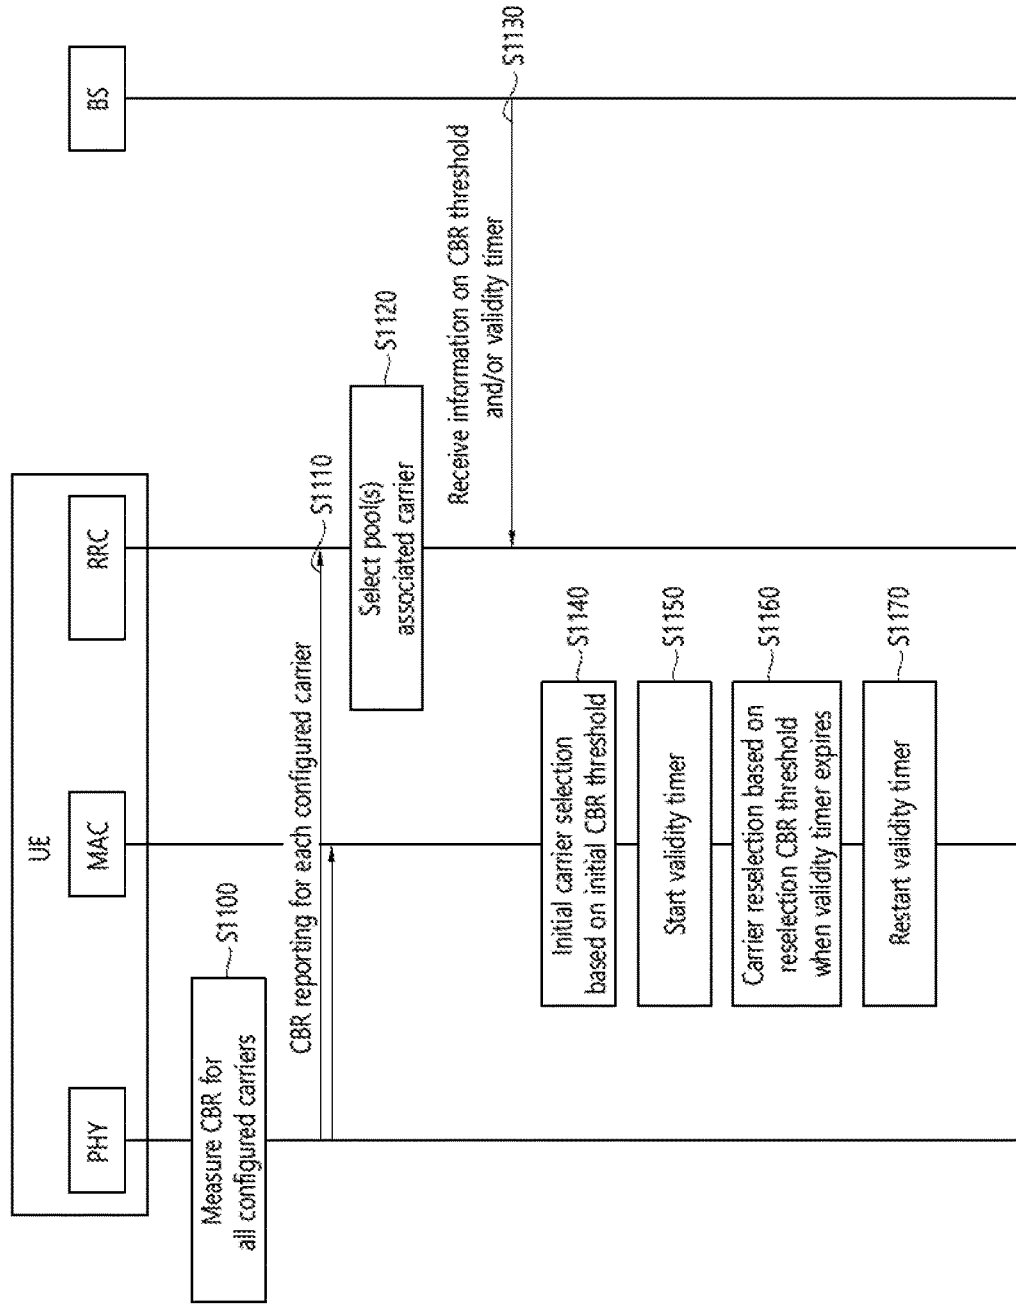 UE
PHY
MAC
RRC
BS
Measure CBR for
all configured carriers
S1100
CBR reporting for each configured carrier
S1110
Select pool(s)
associated carrier
S1120
Receive information on CBR threshold
and/or validity timer
S1130
Initial carrier selection
based on initial CBR threshold
S1140
Start validity timer
S1150
Carrier reselection based on
reselection CBR threshold
when validity timer expires
S1160
Restart validity timer
S1170